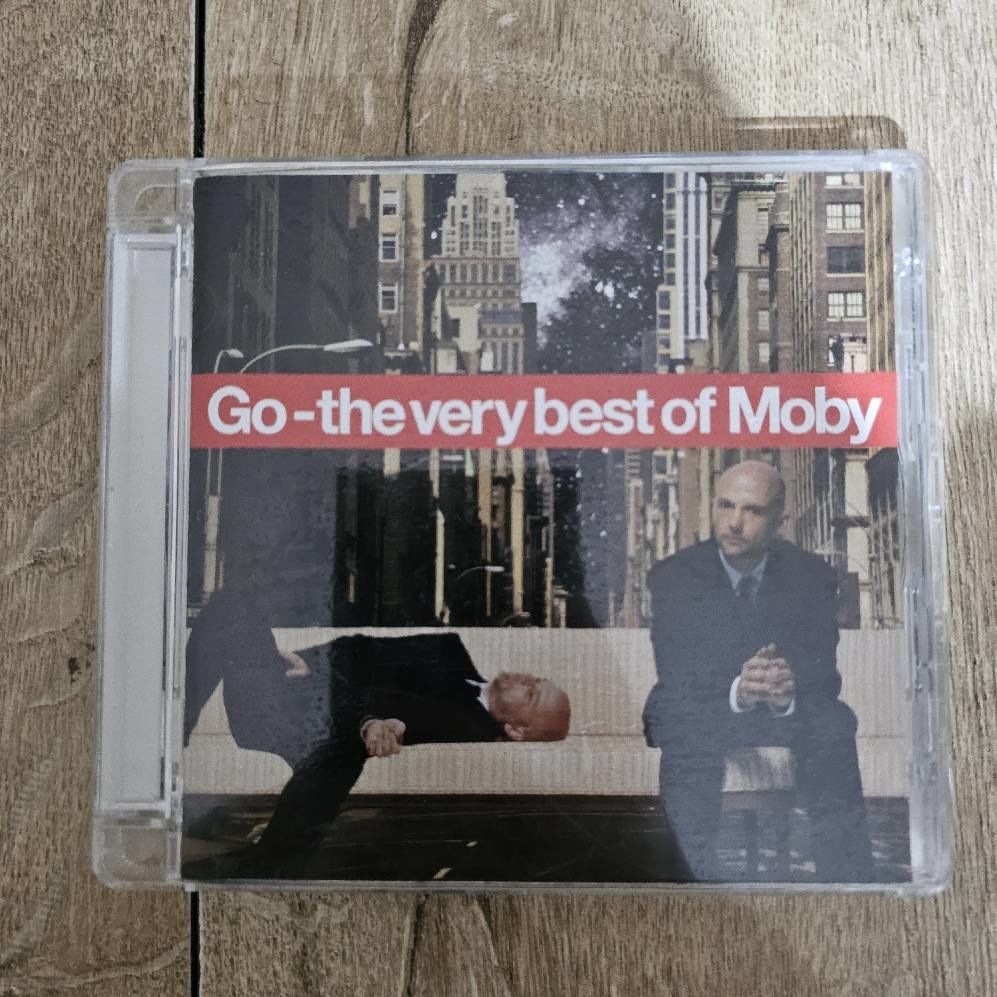 Go - the very best of Moby